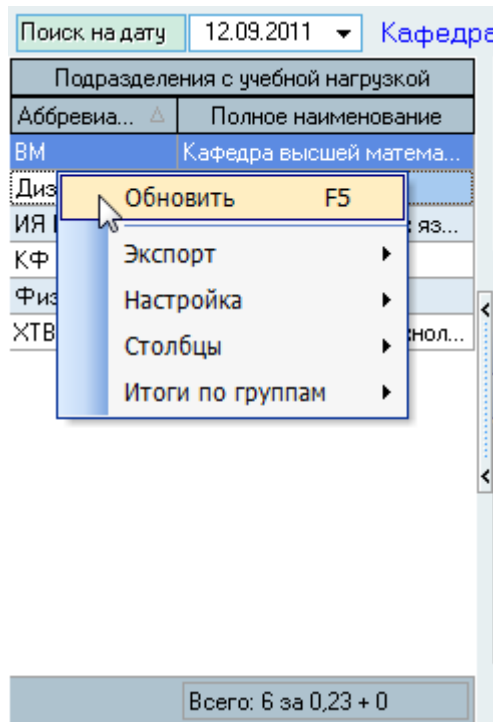 Поиск на дату 12.09.2011 Кафедра
Подразделения с учебной нагрузкой
Аббревиа... Полное наименование
ВМ Кафедра высшей матема...
Диз
Обновить F5
ИЯ яз...
КФ
Экспорт
Физ
Настройка
ХТВ нол...
Столбцы
Итоги по группам
Всего: 6 за 0,23 + 0